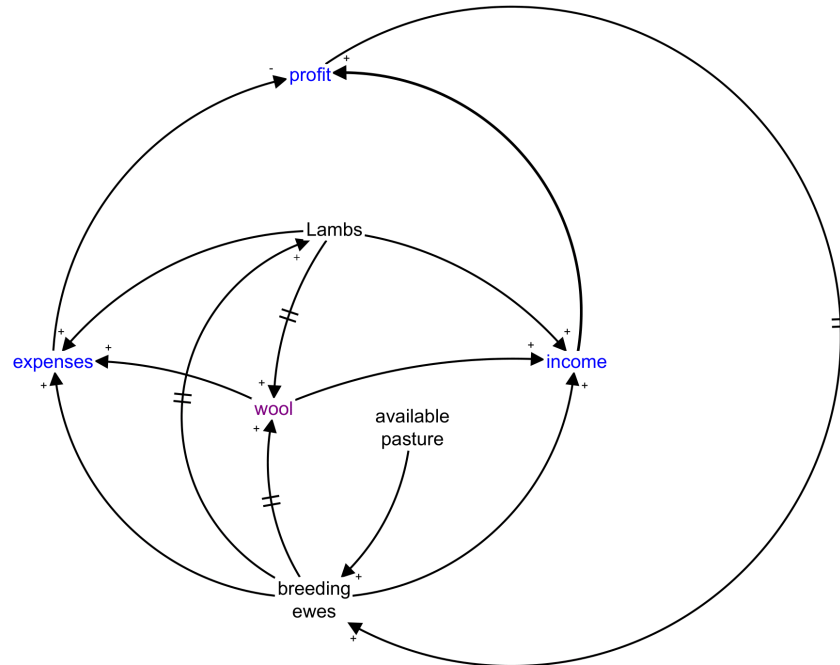 profit
Lambs
expenses
income
wool
available
pasture
breeding
ewes
-
+
+
+
+
+
+
+
+
+
+
+
+
+